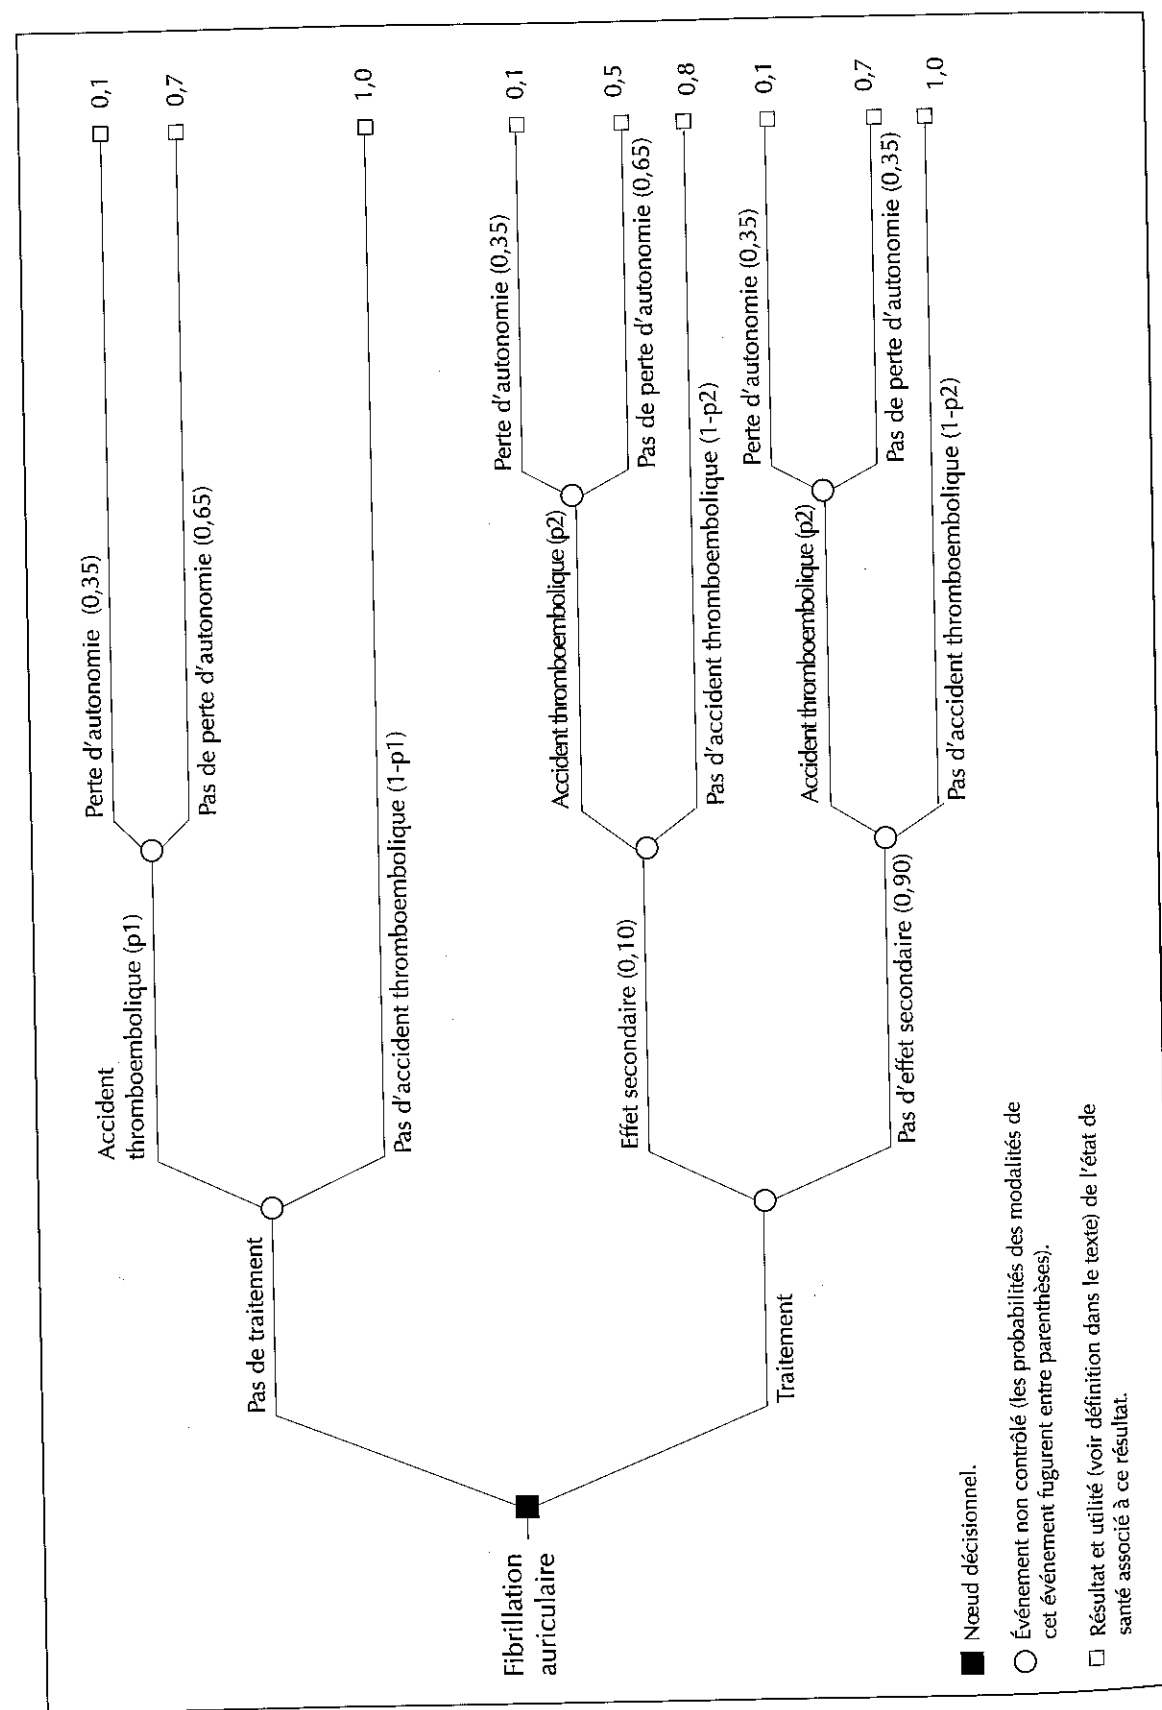 Fibrillation
auriculaire
Pas de traitement
Accident
thromboembolique (p1)
Perte d'autonomie (0,35)
0,1
Pas de perte d'autonomie (0,65)
0,7
Pas d'accident thromboembolique (1-p1)
1,0
Traitement
Effet secondaire (0,10)
Accident thromboembolique (p2)
Perte d'autonomie (0,35)
0,1
Pas de perte d'autonomie (0,65)
0,5
Pas d'accident thromboembolique (1-p2)
0,8
Pas d'effet secondaire (0,90)
Accident thromboembolique (p2)
Perte d'autonomie (0,35)
0,1
Pas de perte d'autonomie (0,35)
0,7
Pas d'accident thromboembolique (1-p2)
1,0
Nœud décisionnel.
Événement non contrôlé (les probabilités des modalités de
cet événement fugurent entre parenthèses).
Résultat et utilité (voir définition dans le texte) de l'état de
santé associé à ce résultat.